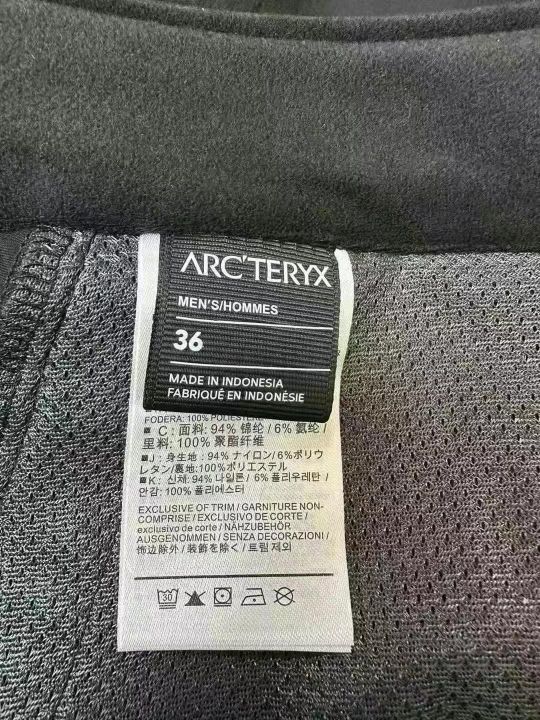 ARC'TERYX
MEN'S/HOMMES
36
MADE IN INDONESIA
FABRIQUÉ EN INDONÉSIE
FODERA: 100% POLIESTE
■ C: 面料: 94% 锦纶 / 6% 氨纶 /
里料: 100% 聚酯纤维
■J : 身生地 : 94% ナイロン/ 6%ポリウ
レタン/ 裏地:100%ポリエステル
■K: 신체: 94% 나일론 / 6% 폴리우레탄 /
안감: 100% 폴리에스터
EXCLUSIVE OF TRIM / GARNITURE NON-
COMPRISE / EXCLUSIVO DE CORTE /
exclusivo de corte / NÄHZUBEHÖR
AUSGENOMMEN / SENZA DECORAZIONI /
饰边除外 / 装飾を除く / 트림 제외
30